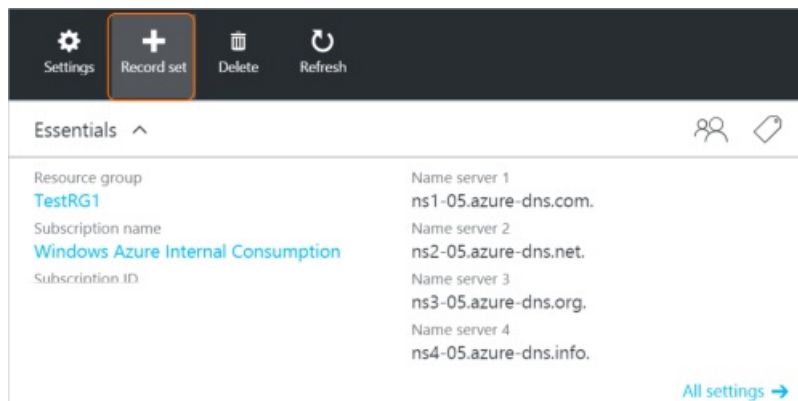 Settings
Record set
Delete
Refresh
Essentials
Resource group
TestRG1
Subscription name
Windows Azure Internal Consumption
Subscription ID
Name server 1
ns1-05.azure-dns.com.
Name server 2
ns2-05.azure-dns.net.
Name server 3
ns3-05.azure-dns.org.
Name server 4
ns4-05.azure-dns.info.
All settings →